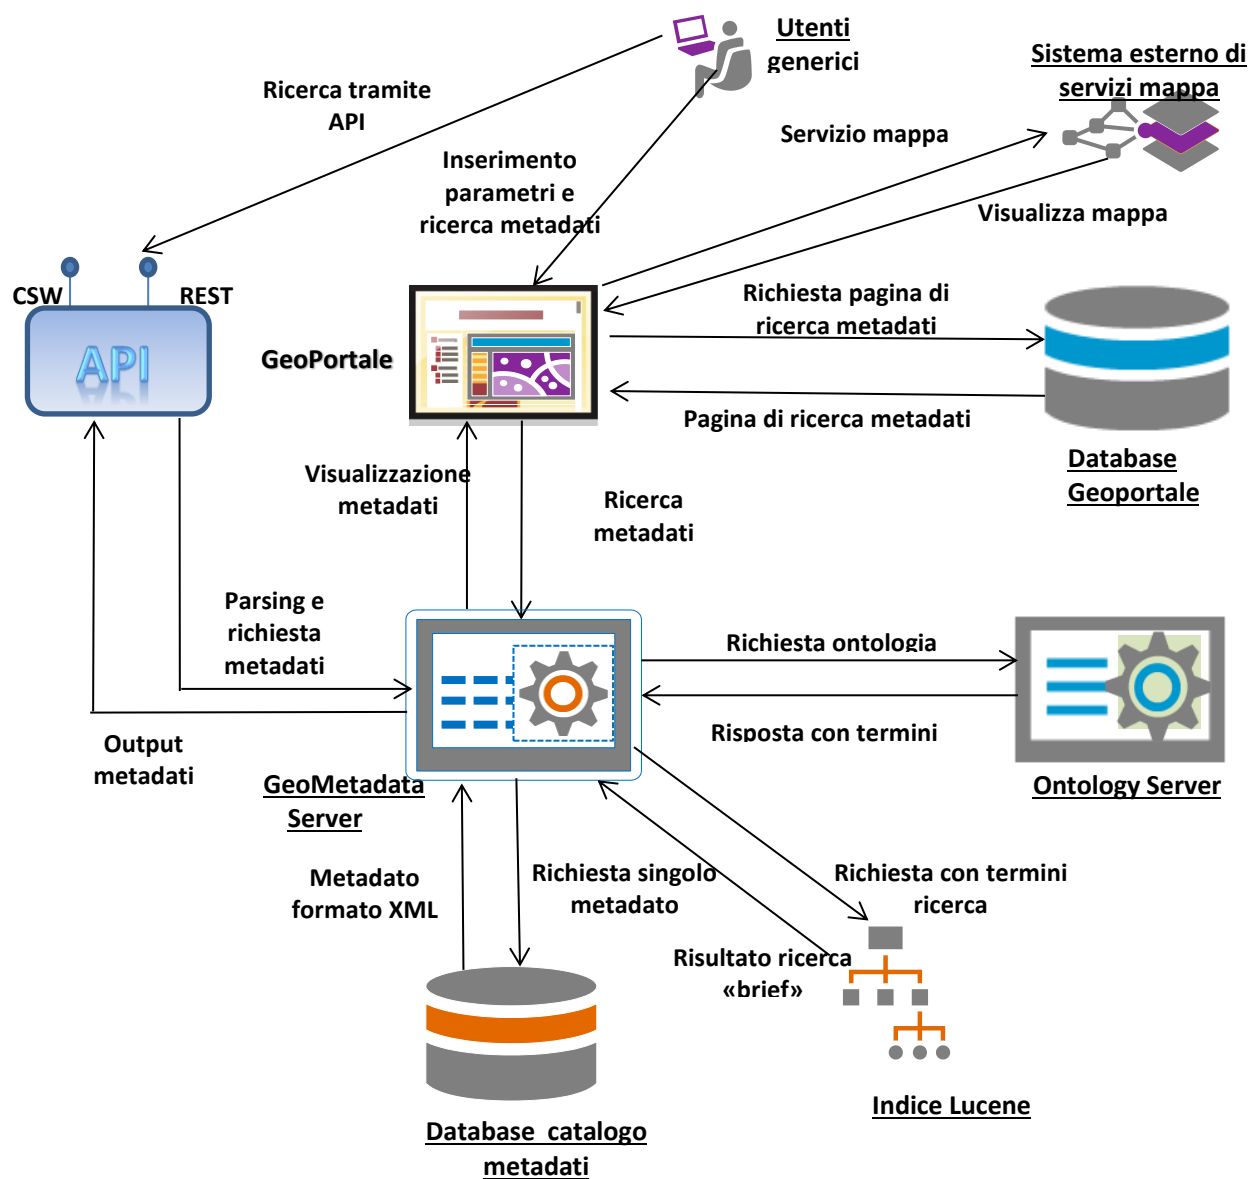 Utenti
generici
Sistema esterno di
servizi mappa
Ricerca tramite
API
Servizio mappa
Inserimento
parametri e
ricerca metadati
Visualizza mappa
CSW
REST
API
GeoPortale
Richiesta pagina di
ricerca metadati
Pagina di ricerca metadati
Database
Geoportale
Visualizzazione
metadati
Ricerca
metadati
Parsing e
richiesta
metadati
Richiesta ontologia
Risposta con termini
Output
metadati
GeoMetadata
Server
Ontology Server
Metadato
formato XML
Richiesta singolo
metadato
Richiesta con termini
ricerca
Risultato ricerca
«brief»
Indice Lucene
Database catalogo
metadati